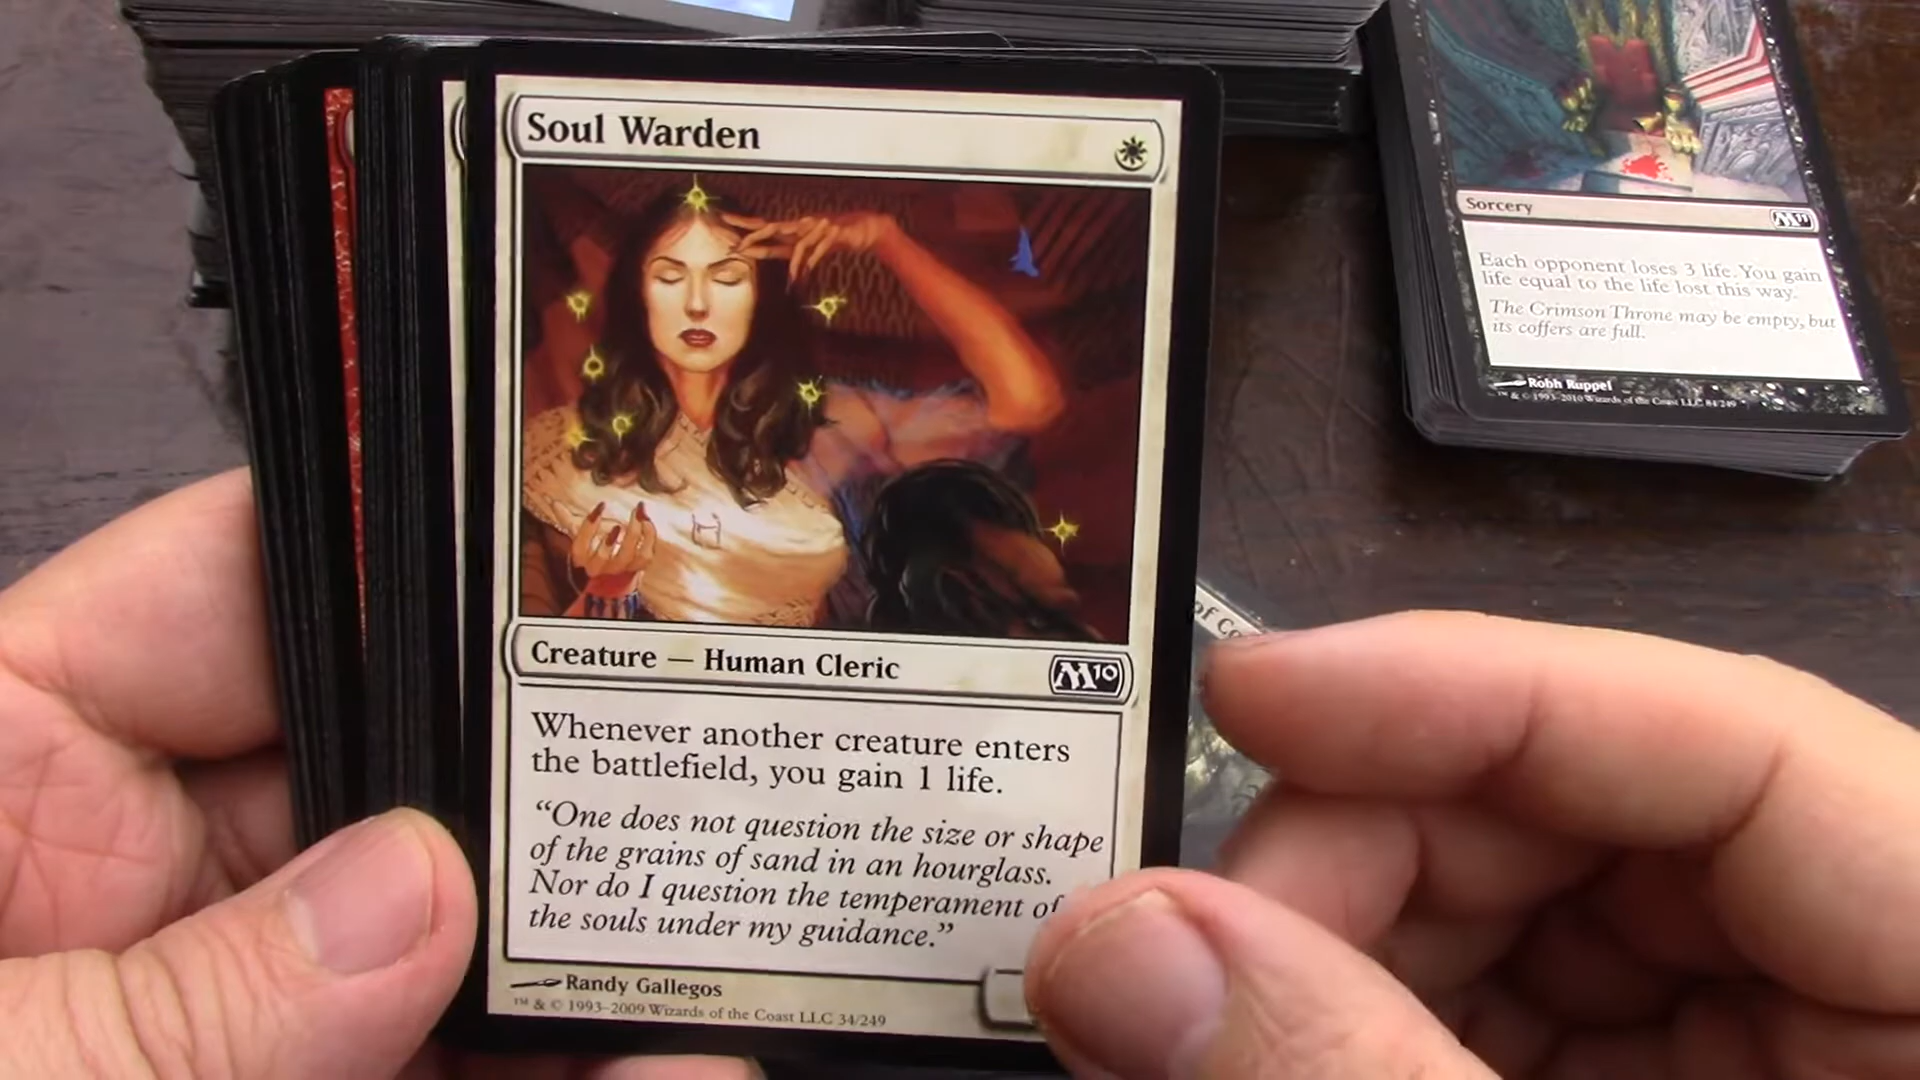 Soul Warden
Creature — Human Cleric
M10
Whenever another creature enters
the battlefield, you gain 1 life.
“One does not question the size or shape
of the grains of sand in an hourglass.
Nor do I question the temperament of
the souls under my guidance.”
Randy Gallegos
™ & © 1993–2009 Wizards of the Coast LLC 34/249
Sorcery
M11
Each opponent loses 3 life. You gain
life equal to the life lost this way.
The Crimson Throne may be empty, but
its coffers are full.
Robh Ruppel
™ & © 1993–2010 Wizards of the Coast LLC 84/249
of